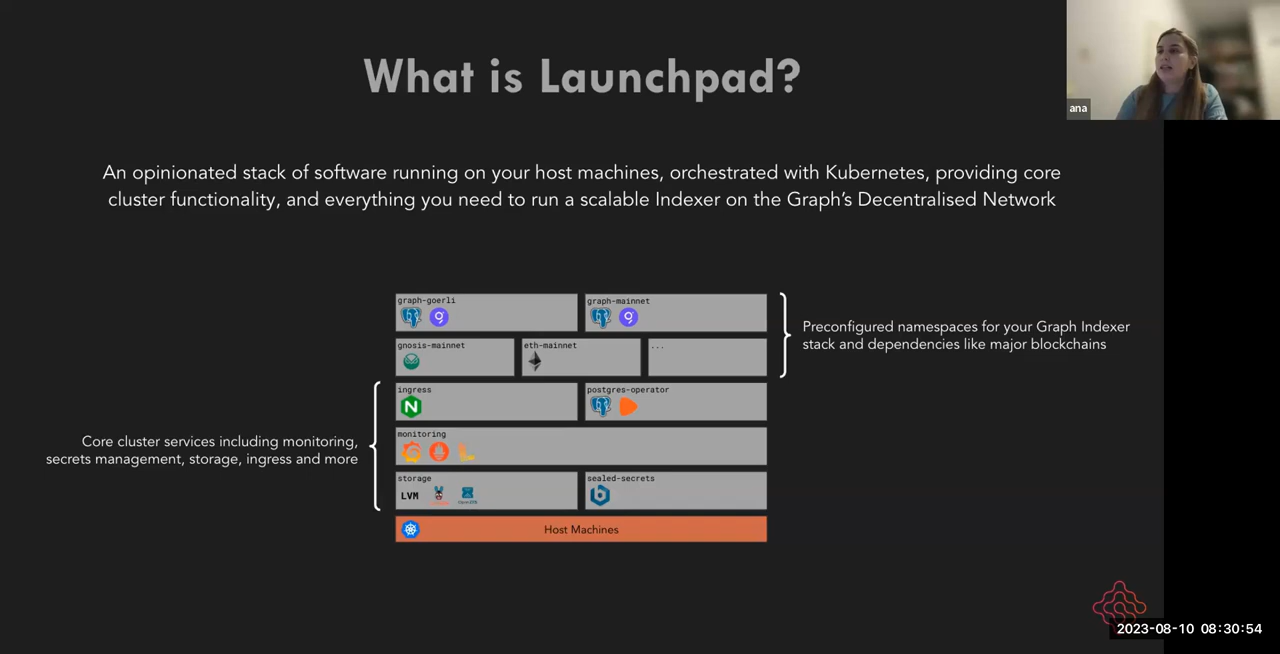 What is Launchpad?
ana
An opinionated stack of software running on your host machines, orchestrated with Kubernetes, providing core
cluster functionality, and everything you need to run a scalable Indexer on the Graph's Decentralised Network
graph-goerli
graph-mainnet
gnosis-mainnet
eth-mainnet
...
Preconfigured namespaces for your Graph Indexer
stack and dependencies like major blockchains
ingress
postgres-operator
monitoring
storage
LVM
sealed-secrets
Core cluster services including monitoring,
secrets management, storage, ingress and more
Host Machines
2023-08-10 08:30:54